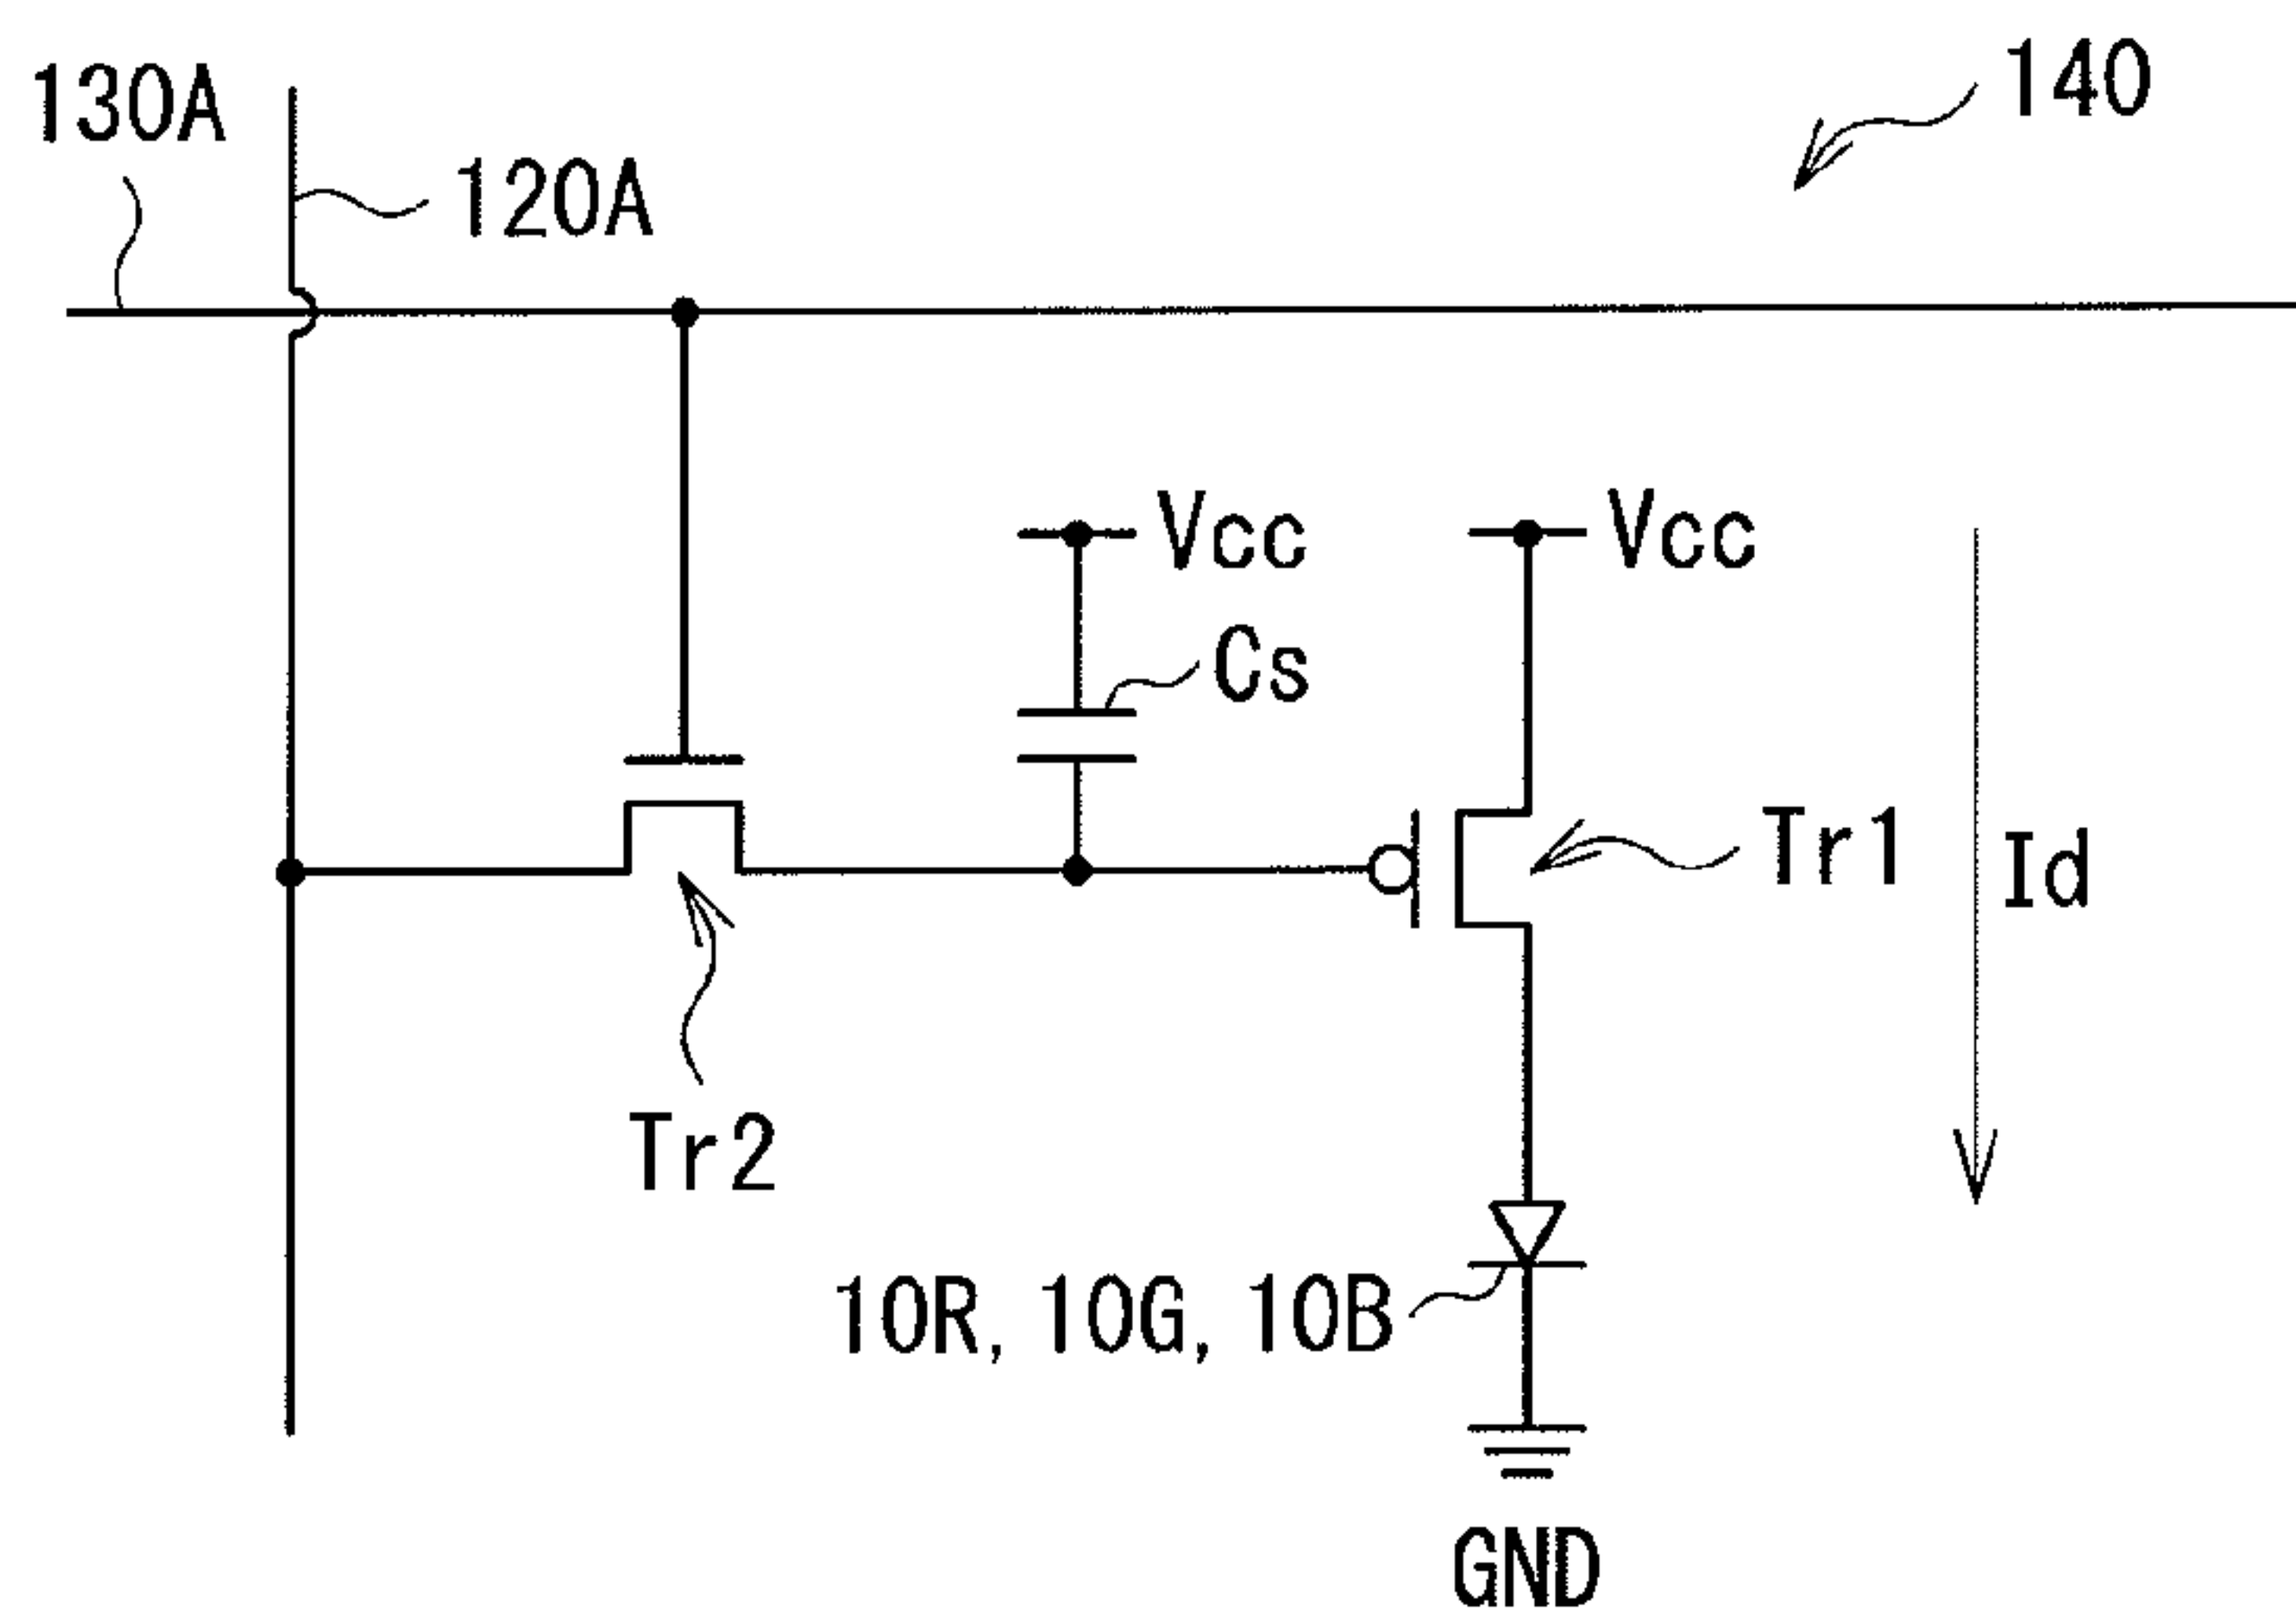 140
130A
120A
Vcc
Vcc
Cs
Tr1
Id
Tr2
10R, 10G, 10B
GND